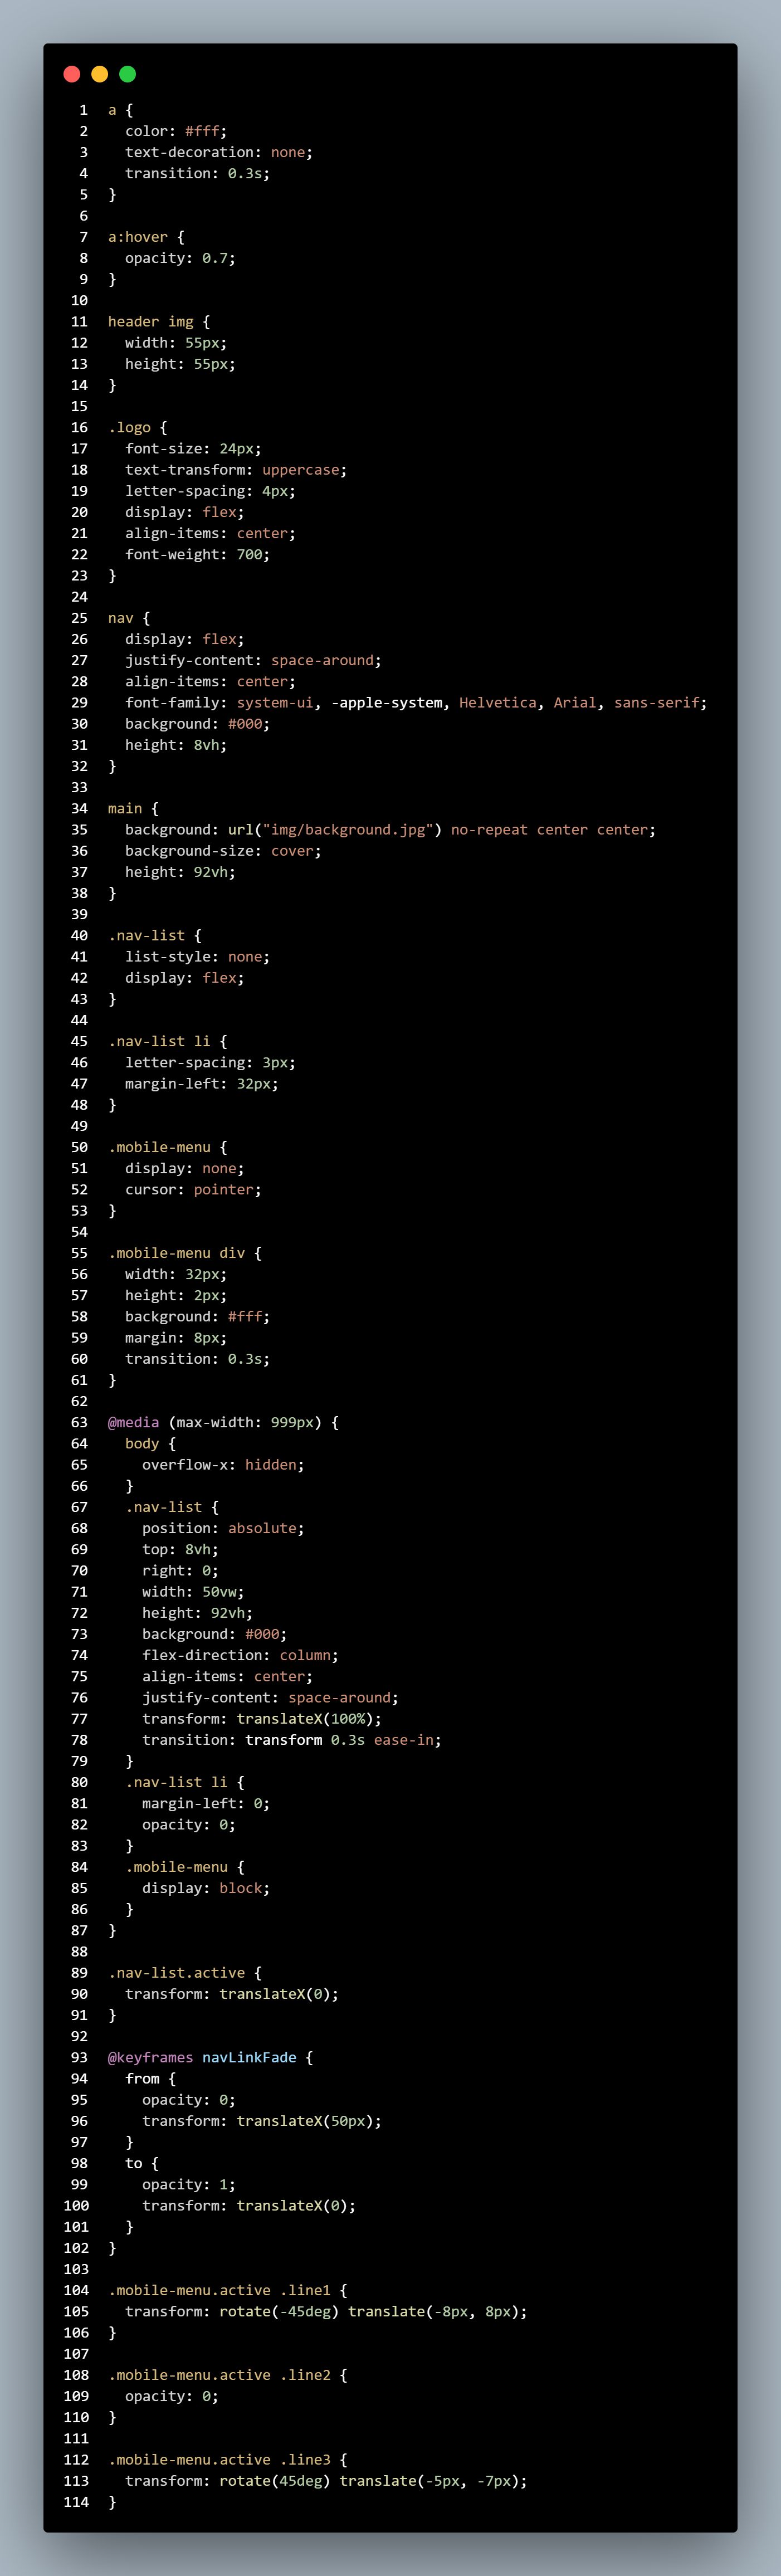 1 a {
2   color: #fff;
3   text-decoration: none;
4   transition: 0.3s;
5 }
6
7 a:hover {
8   opacity: 0.7;
9 }
10
11 header img {
12   width: 55px;
13   height: 55px;
14 }
15
16 .logo {
17   font-size: 24px;
18   text-transform: uppercase;
19   letter-spacing: 4px;
20   display: flex;
21   align-items: center;
22   font-weight: 700;
23 }
24
25 nav {
26   display: flex;
27   justify-content: space-around;
28   align-items: center;
29   font-family: system-ui, -apple-system, Helvetica, Arial, sans-serif;
30   background: #000;
31   height: 8vh;
32 }
33
34 main {
35   background: url("img/background.jpg") no-repeat center center;
36   background-size: cover;
37   height: 92vh;
38 }
39
40 .nav-list {
41   list-style: none;
42   display: flex;
43 }
44
45 .nav-list li {
46   letter-spacing: 3px;
47   margin-left: 32px;
48 }
49
50 .mobile-menu {
51   display: none;
52   cursor: pointer;
53 }
54
55 .mobile-menu div {
56   width: 32px;
57   height: 2px;
58   background: #fff;
59   margin: 8px;
60   transition: 0.3s;
61 }
62
63 @media (max-width: 999px) {
64   body {
65     overflow-x: hidden;
66   }
67   .nav-list {
68     position: absolute;
69     top: 8vh;
70     right: 0;
71     width: 50vw;
72     height: 92vh;
73     background: #000;
74     flex-direction: column;
75     align-items: center;
76     justify-content: space-around;
77     transform: translateX(100%);
78     transition: transform 0.3s ease-in;
79   }
80   .nav-list li {
81     margin-left: 0;
82     opacity: 0;
83   }
84   .mobile-menu {
85     display: block;
86   }
87 }
88
89 .nav-list.active {
90   transform: translateX(0);
91 }
92
93 @keyframes navLinkFade {
94   from {
95     opacity: 0;
96     transform: translateX(50px);
97   }
98   to {
99     opacity: 1;
100     transform: translateX(0);
101   }
102 }
103
104 .mobile-menu.active .line1 {
105   transform: rotate(-45deg) translate(-8px, 8px);
106 }
107
108 .mobile-menu.active .line2 {
109   opacity: 0;
110 }
111
112 .mobile-menu.active .line3 {
113   transform: rotate(45deg) translate(-5px, -7px);
114 }